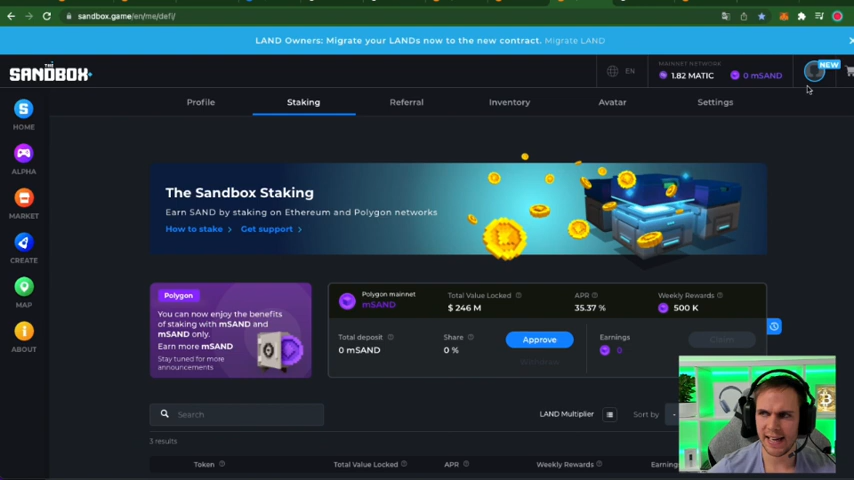 sandbox.game/en/me/defi/
LAND Owners: Migrate your LANDs now to the new contract. Migrate LAND
THE
SANDBOX
EN
MAINNET NETWORK
1.82 MATIC
0 mSAND
NEW
HOME
ALPHA
MARKET
CREATE
MAP
ABOUT
Profile
Staking
Referral
Inventory
Avatar
Settings
The Sandbox Staking
Earn SAND by staking on Ethereum and Polygon networks
How to stake
Get support
Polygon
You can now enjoy the benefits
of staking with mSAND and
mSAND only.
Earn more mSAND
Stay tuned for more
announcements
Polygon mainnet
mSAND
Total Value Locked
$ 246 M
APR
35.37 %
Weekly Rewards
500 K
Total deposit
0 mSAND
Share
0 %
Approve
Withdraw
Earnings
0
Claim
Search
LAND Multiplier
Sort by
3 results
Token
Total Value Locked
APR
Weekly Rewards